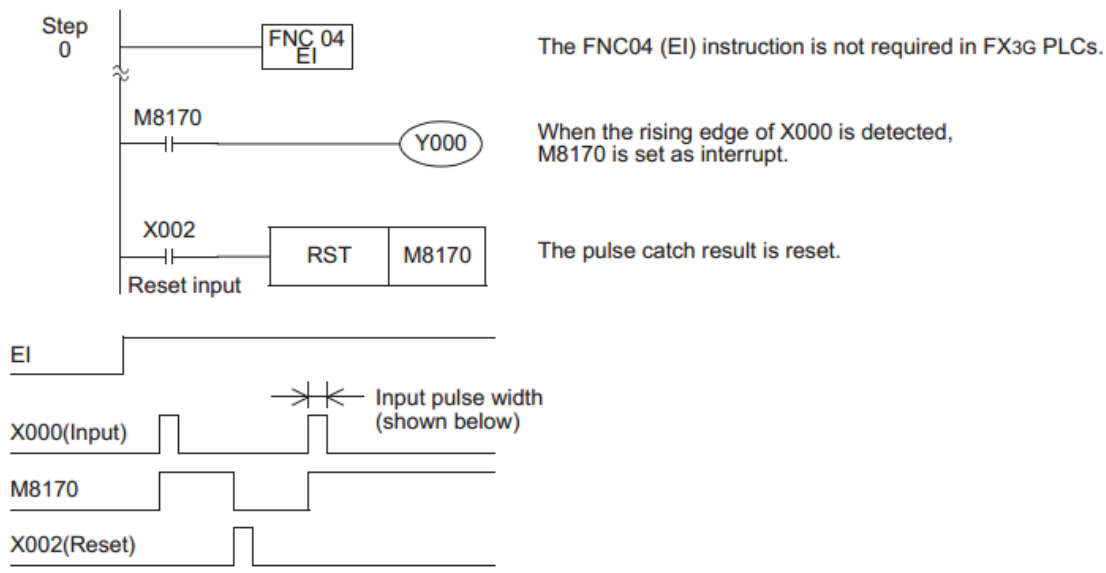 Step
0
FNC 04
EI
The FNC04 (EI) instruction is not required in FX3G PLCs.
M8170
Y000
When the rising edge of X000 is detected,
M8170 is set as interrupt.
X002
RST
M8170
The pulse catch result is reset.
Reset input
EI
Input pulse width
(shown below)
X000(Input)
M8170
X002(Reset)